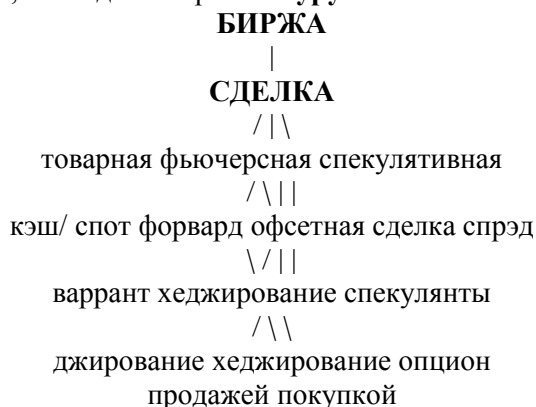 БИРЖА
|
СДЕЛКА
/ | \
товарная фьючерсная спекулятивная
/ \ | |
кэш/ спот форвард офсетная сделка спрэд
\ / | |
варрант хеджирование спекулянты
/ \ \
джирование хеджирование опцион
продажей покупкой